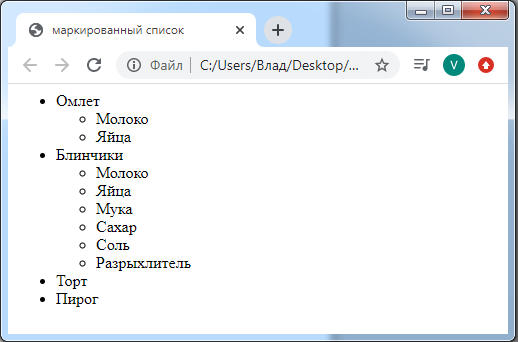 маркированный список
Файл C:/Users/Влад/Desktop/...
V
Омлет
Молоко
Яйца
Блинчики
Молоко
Яйца
Мука
Сахар
Соль
Разрыхлитель
Торт
Пирог